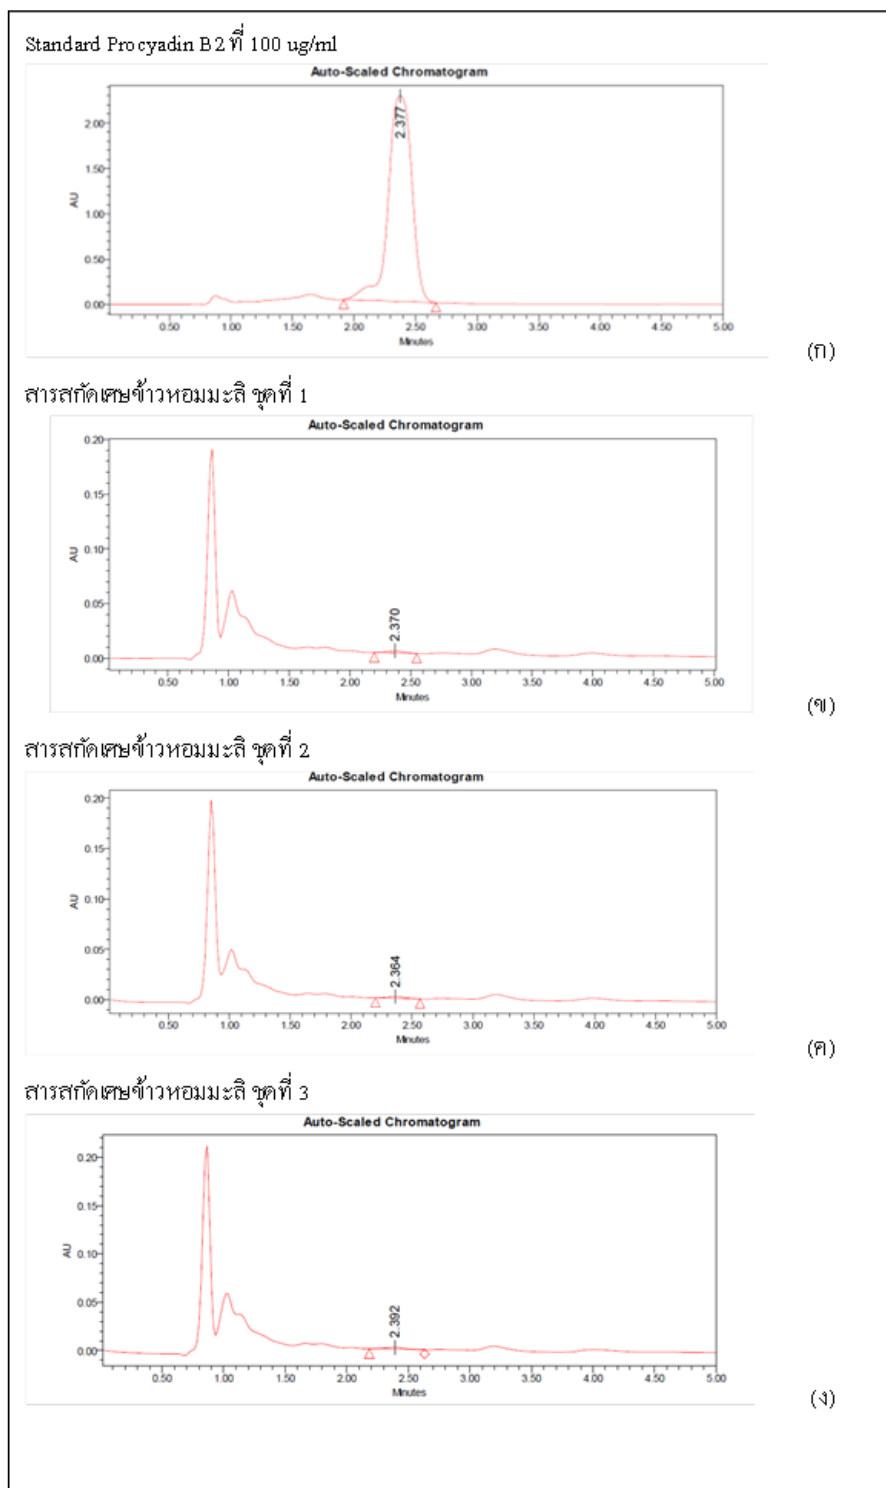 Standard Procyadin B2 ที่ 100 ug/ml
Auto-Scaled Chromatogram
2.377
2.00
1.50
1.00
0.50
0.00
AU
0.50 1.00 1.50 2.00 2.50 3.00 3.50 4.00 4.50 5.00
Minutes
(ก)
สารสกัดเศษข้าวหอมมะลิ ชุดที่ 1
Auto-Scaled Chromatogram
0.20
0.15
0.10
0.05
0.00
AU
2.370
0.50 1.00 1.50 2.00 2.50 3.00 3.50 4.00 4.50 5.00
Minutes
(ข)
สารสกัดเศษข้าวหอมมะลิ ชุดที่ 2
Auto-Scaled Chromatogram
0.20
0.15
0.10
0.05
0.00
AU
2.364
0.50 1.00 1.50 2.00 2.50 3.00 3.50 4.00 4.50 5.00
Minutes
(ค)
สารสกัดเศษข้าวหอมมะลิ ชุดที่ 3
Auto-Scaled Chromatogram
0.20
0.15
0.10
0.05
0.00
AU
2.392
0.50 1.00 1.50 2.00 2.50 3.00 3.50 4.00 4.50 5.00
Minutes
(ง)